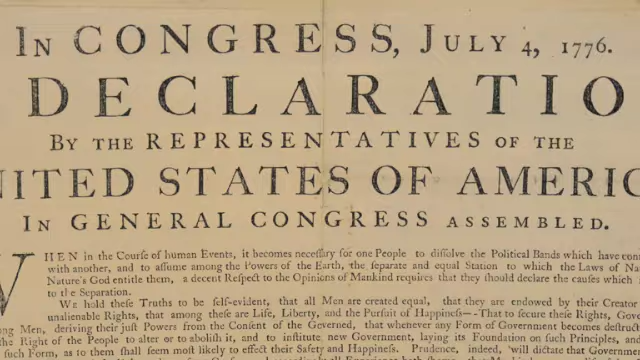 IN CONGRESS, JULY 4, 1776.
DECLARATIO
BY THE REPRESENTATIVES OF THE
UNITED STATES OF AMERIC
IN GENERAL CONGRESS ASSEMBLED.
WHEN in the Courſe of human Events, it becomes neceſſary for one People to diſſolve the Political Bands which have con
with another, and to aſſume among the Powers of the Earth, the ſeparate and equal Station to which the Laws of Na
Nature's God entitle them, a decent Reſpect to the Opinions of Mankind requires that they ſhould declare the cauſes which
to the Separation.
WE hold theſe Truths to be ſelf-evident, that all Men are created equal, that they are endowed by their Creator
unalienable Rights, that among theſe are Life, Liberty, and the Purſuit of Happineſs—-That to ſecure theſe Rights, Gove
ong Men, deriving their juſt Powers from the Conſent of the Governed, that whenever any Form of Government becomes deſtruct
the Right of the People to alter or to aboliſh it, and to inſtitute new Government, laying its Foundation on ſuch Principles, an
ſuch Form, as to them ſhall ſeem moſt likely to effect their Safety and Happineſs. Prudence, indeed, will dictate that Govern